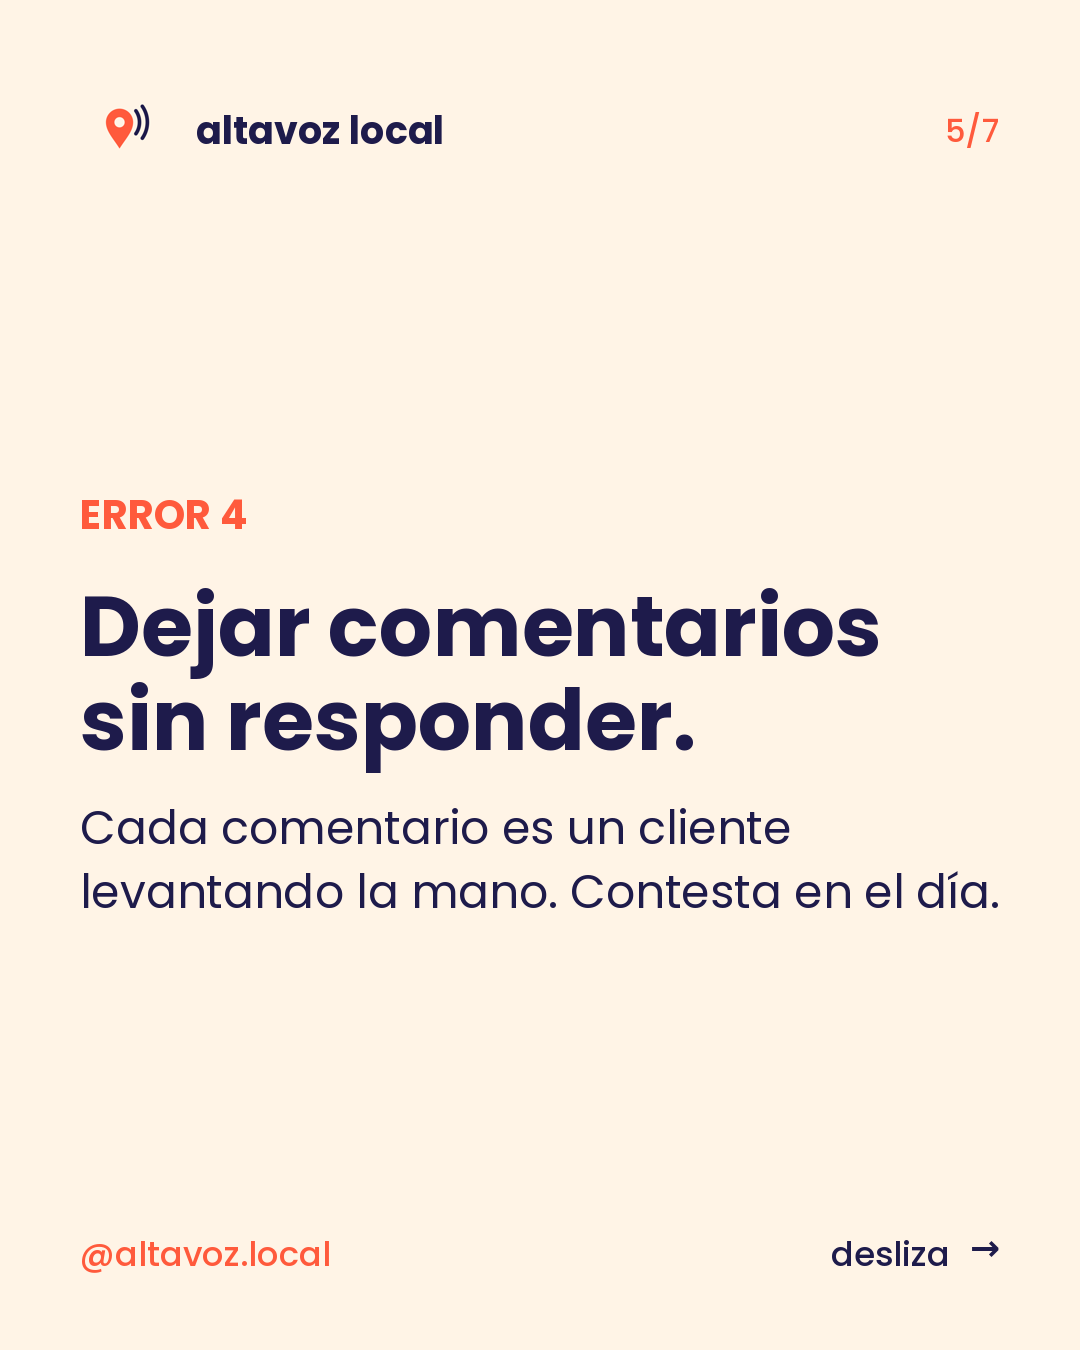 altavoz local
5/7
ERROR 4
Dejar comentarios
sin responder.
Cada comentario es un cliente
levantando la mano. Contesta en el día.
@altavoz.local
desliza →